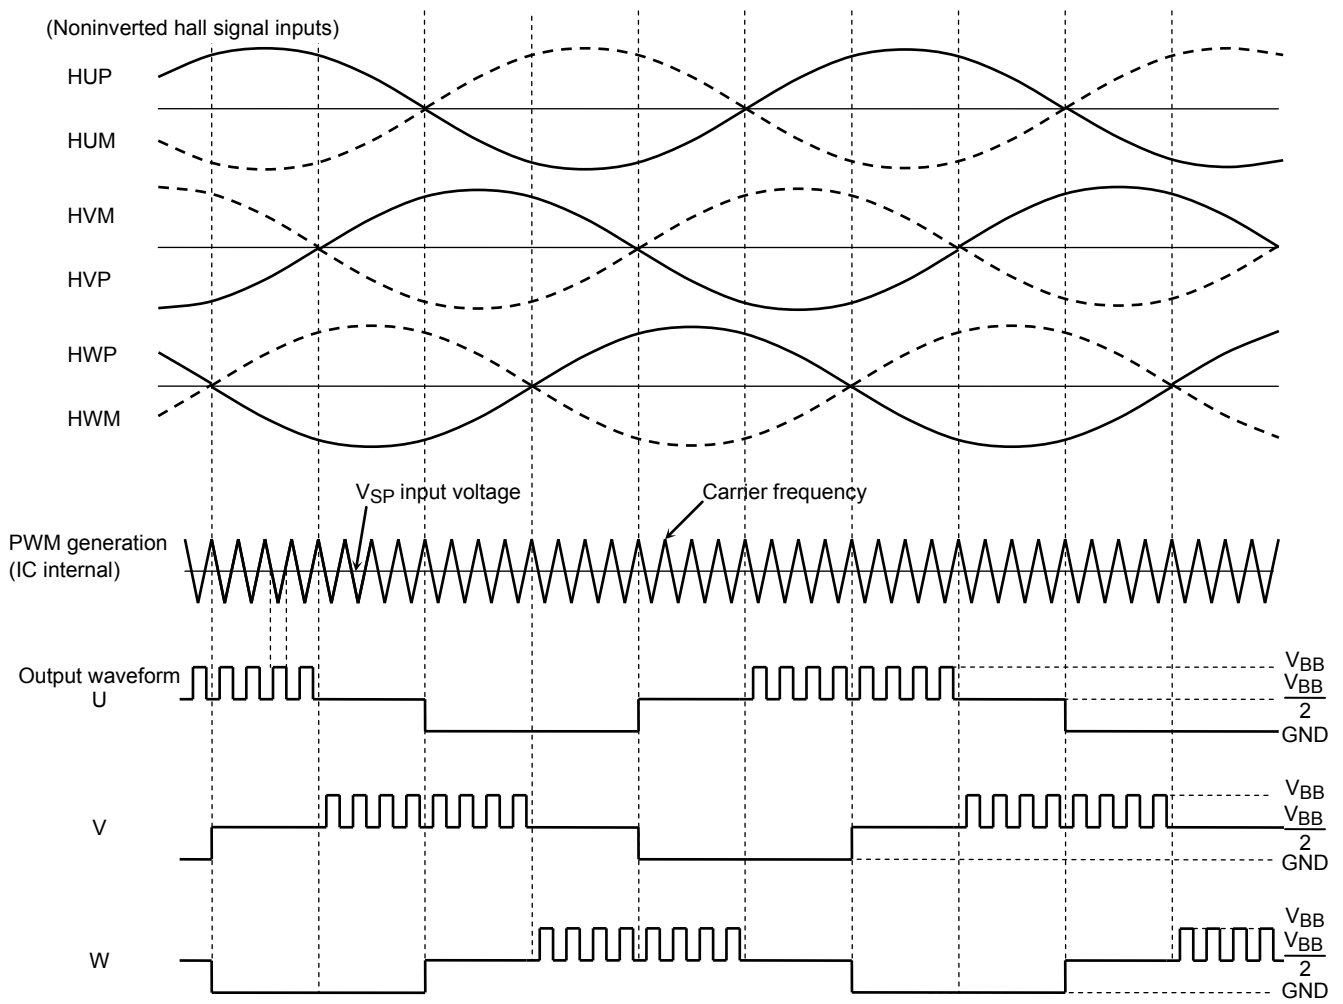 (Noninverted hall signal inputs)
HUP
HUM
HVM
HVP
HWP
HWM
VSP input voltage
Carrier frequency
PWM generation
(IC internal)
Output waveform
U
VBB
VBB
2
GND
V
VBB
VBB
2
GND
W
VBB
VBB
2
GND